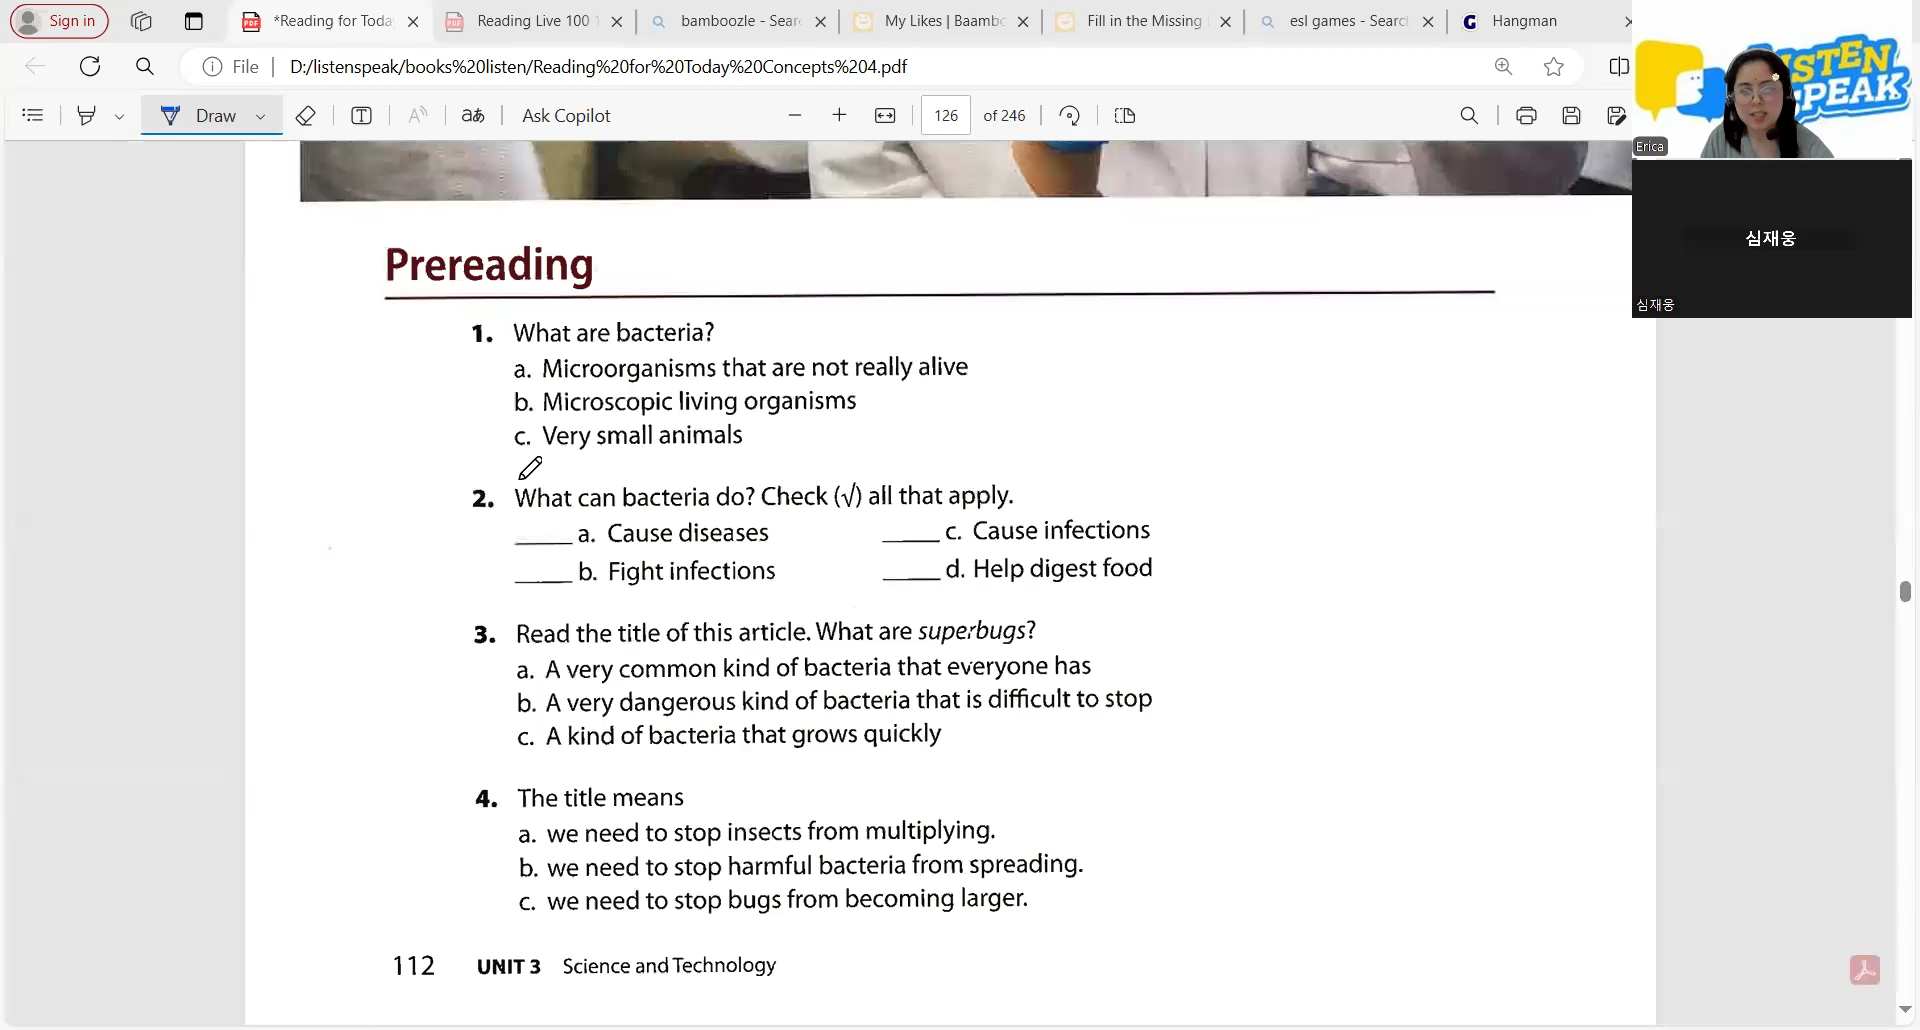 Sign in
*Reading for Toda
Reading Live 100 1
bamboozle - Sear
My Likes | Baambo
Fill in the Missing
esl games - Search
G Hangman
File
D:/listenspeak/books%20listen/Reading%20for%20Today%20Concepts%204.pdf
Draw
aあ
Ask Copilot
126 of 246
LISTEN
SPEAK
Erica
심재웅
심재웅
Prereading
1. What are bacteria?
a. Microorganisms that are not really alive
b. Microscopic living organisms
c. Very small animals
2. What can bacteria do? Check (√) all that apply.
_____ a. Cause diseases _____ c. Cause infections
_____ b. Fight infections _____ d. Help digest food
3. Read the title of this article. What are superbugs?
a. A very common kind of bacteria that everyone has
b. A very dangerous kind of bacteria that is difficult to stop
c. A kind of bacteria that grows quickly
4. The title means
a. we need to stop insects from multiplying.
b. we need to stop harmful bacteria from spreading.
c. we need to stop bugs from becoming larger.
112 UNIT 3 Science and Technology